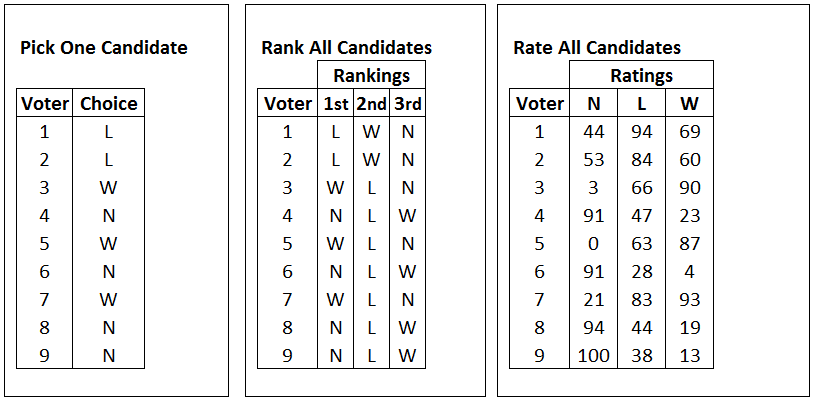 Pick One Candidate
Voter Choice
1 L
2 L
3 W
4 N
5 W
6 N
7 W
8 N
9 N
Rank All Candidates
Rankings
Voter 1st 2nd 3rd
1 L W N
2 L W N
3 W L N
4 N L W
5 W L N
6 N L W
7 W L N
8 N L W
9 N L W
Rate All Candidates
Ratings
Voter N L W
1 44 94 69
2 53 84 60
3 3 66 90
4 91 47 23
5 0 63 87
6 91 28 4
7 21 83 93
8 94 44 19
9 100 38 13